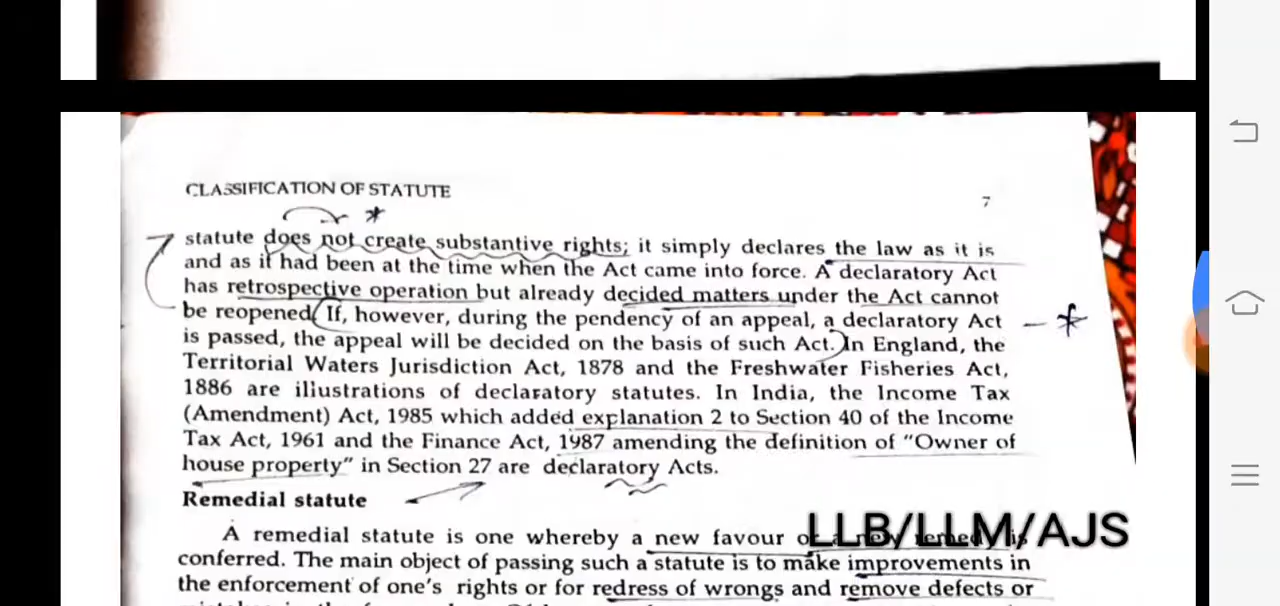 CLASSIFICATION OF STATUTE
7
statute does not create substantive rights; it simply declares the law as it is
and as it had been at the time when the Act came into force. A declaratory Act
has retrospective operation but already decided matters under the Act cannot
be reopened. If, however, during the pendency of an appeal, a declaratory Act
is passed, the appeal will be decided on the basis of such Act. In England, the
Territorial Waters Jurisdiction Act, 1878 and the Freshwater Fisheries Act,
1886 are illustrations of declaratory statutes. In India, the Income Tax
(Amendment) Act, 1985 which added explanation 2 to Section 40 of the Income
Tax Act, 1961 and the Finance Act, 1987 amending the definition of "Owner of
house property" in Section 27 are declaratory Acts.
Remedial statute
A remedial statute is one whereby a new favour or a new remedy is
LLB/LLM/AJS
conferred. The main object of passing such a statute is to make improvements in
the enforcement of one's rights or for redress of wrongs and remove defects or